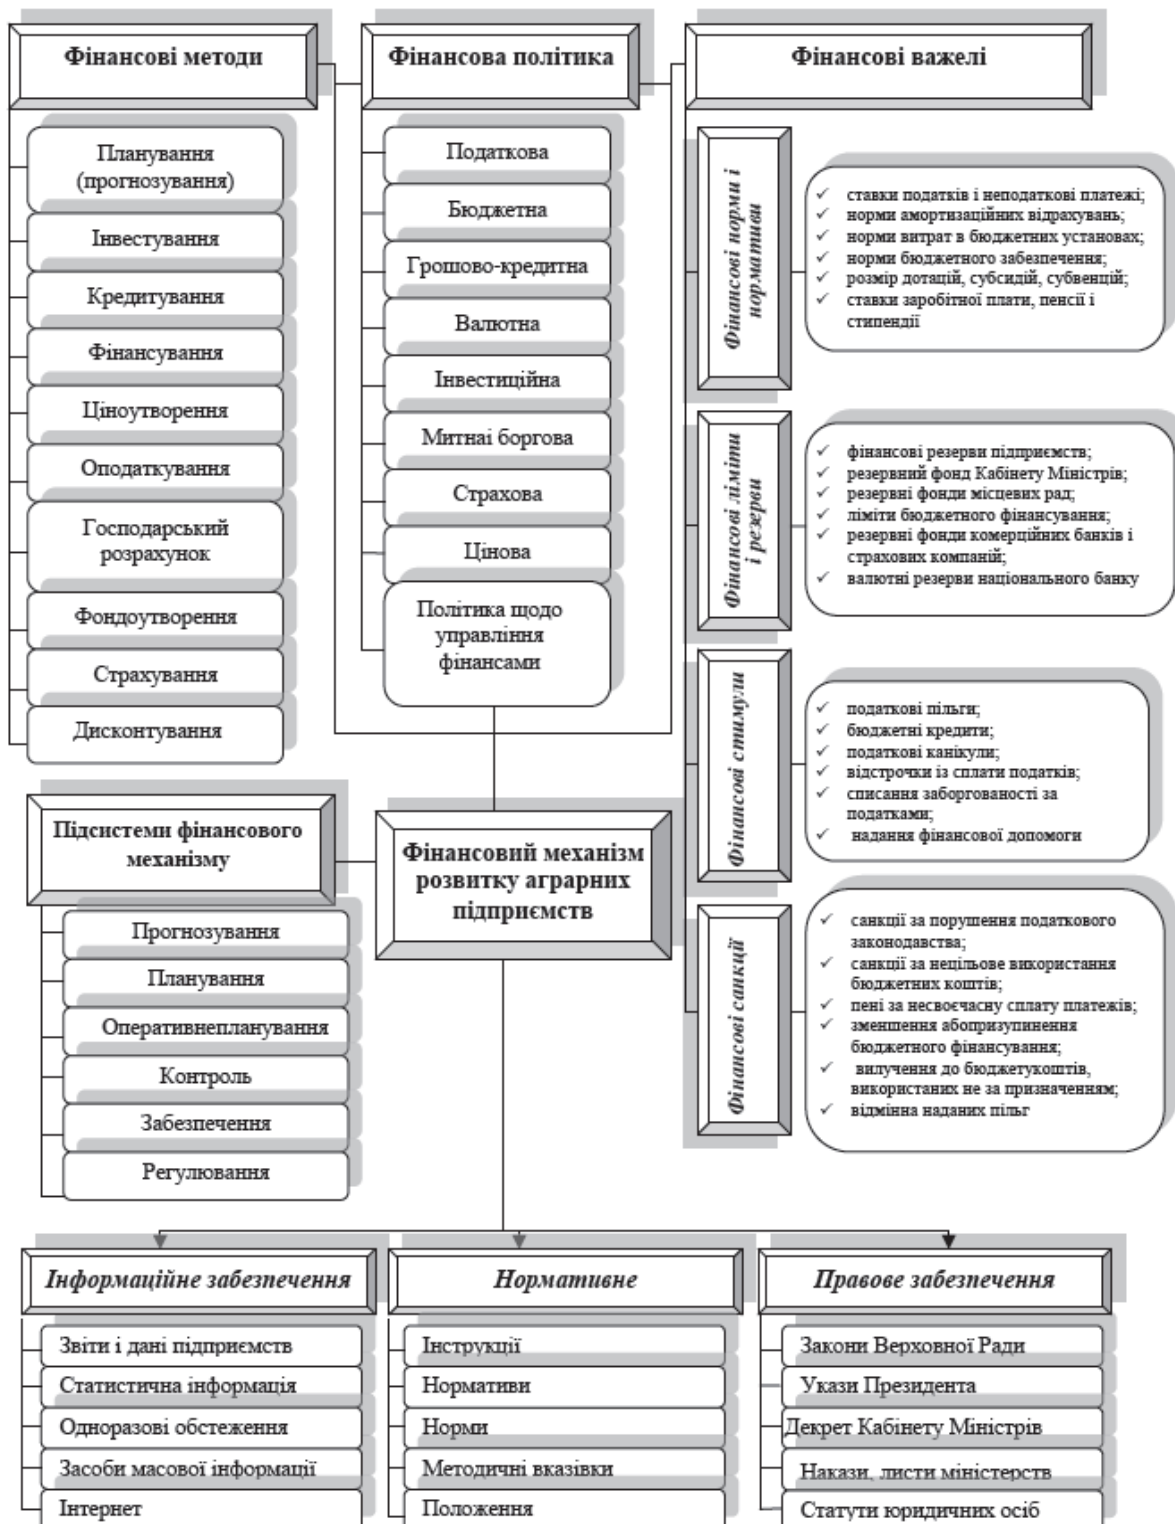 Фінансові методи
Планування
(прогнозування)
Інвестування
Кредитування
Фінансування
Ціноутворення
Оподаткування
Господарський
розрахунок
Фондоутворення
Страхування
Дисконтування
Фінансова політика
Податкова
Бюджетна
Грошово-кредитна
Валютна
Інвестиційна
Митнаі боргова
Страхова
Цінова
Політика щодо
управління
фінансами
Фінансові важелі
Фінансові норми і
нормативи
ставки податків і неподаткові платежі;
норми амортизаційних відрахувань;
норми витрат в бюджетних установах;
норми бюджетного забезпечення;
розмір дотацій, субсидій, субвенцій;
ставки заробітної плати, пенсії і
стипендії
Фінансові ліміти
і резерви
фінансові резерви підприємств;
резервний фонд Кабінету Міністрів;
резервні фонди місцевих рад;
ліміти бюджетного фінансування;
резервні фонди комерційних банків і
страхових компаній;
валютні резерви національного банку
Фінансові стимули
податкові пільги;
бюджетні кредити;
податкові канікули;
відстрочки із сплати податків;
списання заборгованості за
податками;
надання фінансової допомоги
Фінансові санкції
санкції за порушення податкового
законодавства;
санкції за нецільове використання
бюджетних коштів;
пені за несвоєчасну сплату платежів;
зменшення абопризупинення
бюджетного фінансування;
вилучення до бюджетукоштів,
використаних не за призначенням;
відмінна наданих пільг
Підсистеми фінансового
механізму
Прогнозування
Планування
Оперативнепланування
Контроль
Забезпечення
Регулювання
Фінансовий механізм
розвитку аграрних
підприємств
Інформаційне забезпечення
Звіти і дані підприємств
Статистична інформація
Одноразові обстеження
Засоби масової інформації
Інтернет
Нормативне
Інструкції
Нормативи
Норми
Методичні вказівки
Положення
Правове забезпечення
Закони Верховної Ради
Укази Президента
Декрет Кабінету Міністрів
Накази, листи міністерств
Статути юридичних осіб